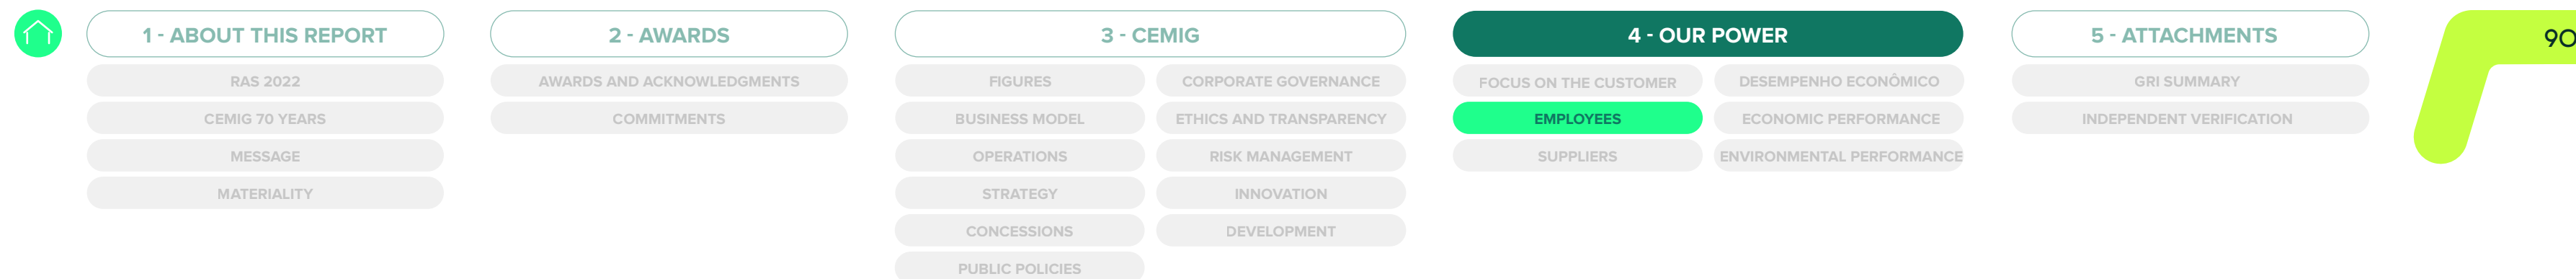 1 - ABOUT THIS REPORT
RAS 2022
CEMIG 70 YEARS
MESSAGE
MATERIALITY
2 - AWARDS
AWARDS AND ACKNOWLEDGMENTS
COMMITMENTS
3 - CEMIG
FIGURES
BUSINESS MODEL
OPERATIONS
STRATEGY
CONCESSIONS
PUBLIC POLICIES
CORPORATE GOVERNANCE
ETHICS AND TRANSPARENCY
RISK MANAGEMENT
INNOVATION
DEVELOPMENT
4 - OUR POWER
FOCUS ON THE CUSTOMER
EMPLOYEES
SUPPLIERS
DESEMPENHO ECONÔMICO
ECONOMIC PERFORMANCE
ENVIRONMENTAL PERFORMANCE
5 - ATTACHMENTS
GRI SUMMARY
INDEPENDENT VERIFICATION
90